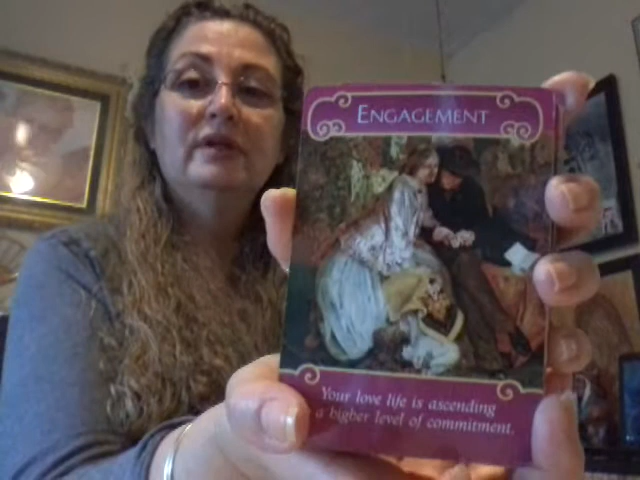 ENGAGEMENT
Your love life is ascending
a higher level of commitment.